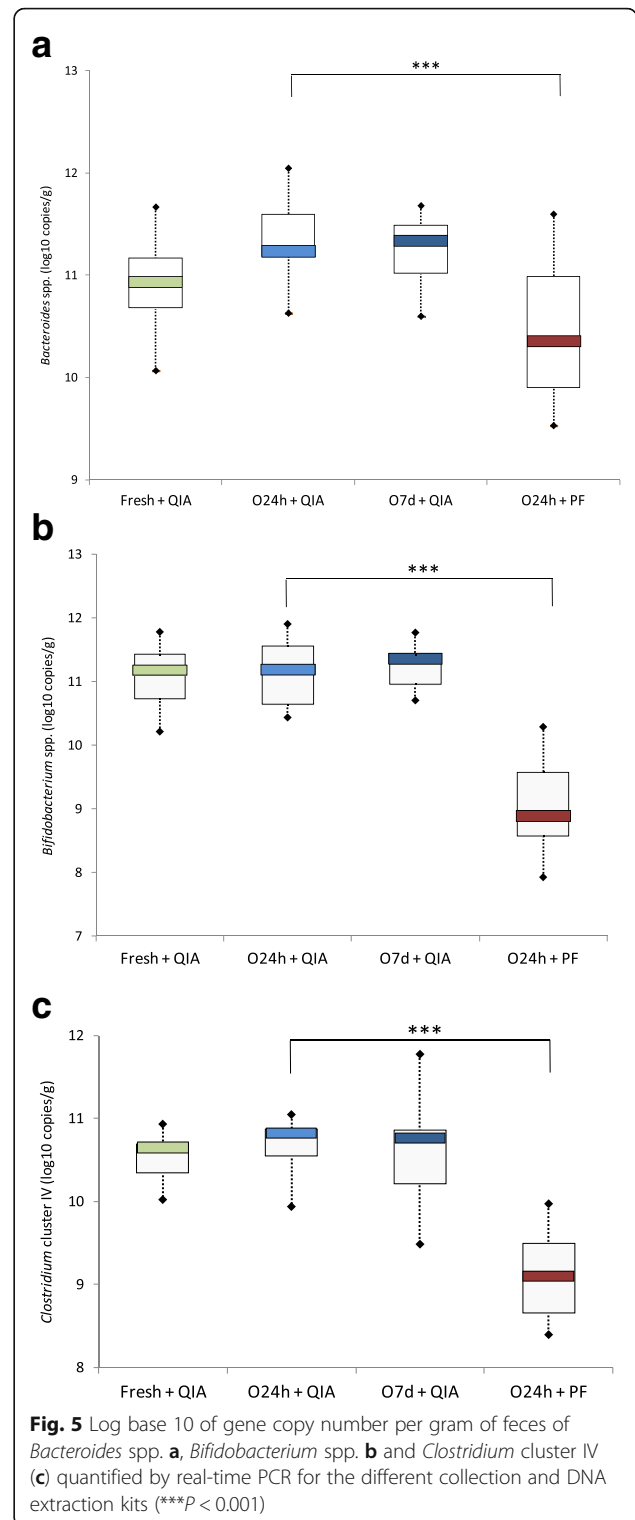 a
***
13
12
11
10
9
Bacteroides spp. (log10 copies/g)
Fresh + QIA O24h + QIA O7d + QIA O24h + PF
b
***
13
12
11
10
9
8
7
Bifidobacterium spp. (log10 copies/g)
Fresh + QIA O24h + QIA O7d + QIA O24h + PF
c
***
12
11
10
9
8
Clostridium cluster IV (log10 copies/g)
Fresh + QIA O24h + QIA O7d + QIA O24h + PF
Fig. 5 Log base 10 of gene copy number per gram of feces of
Bacteroides spp. a, Bifidobacterium spp. b and Clostridium cluster IV
(c) quantified by real-time PCR for the different collection and DNA
extraction kits (***P < 0.001)